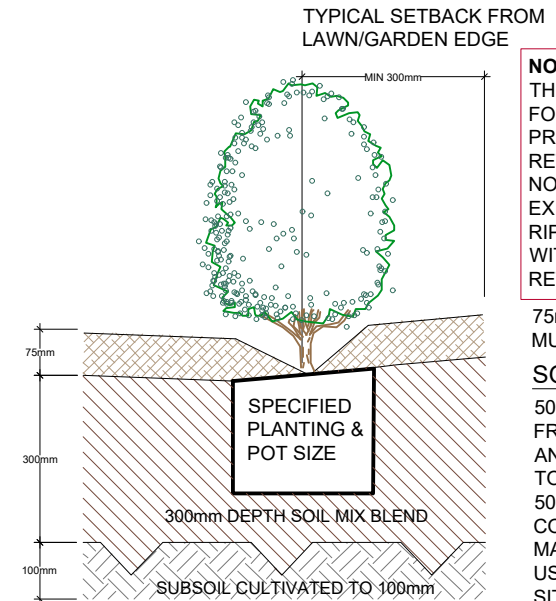 TYPICAL SETBACK FROM
LAWN/GARDEN EDGE
MIN 300mm
75mm
SPECIFIED
PLANTING &
POT SIZE
300mm
300mm DEPTH SOIL MIX BLEND
100mm
SUBSOIL CULTIVATED TO 100mm
NO
TH
FO
PR
RE
NO
EX
RIP
WIT
RE
MU
SO
50
FR
AN
TO
50
CO
MA
US
SIT